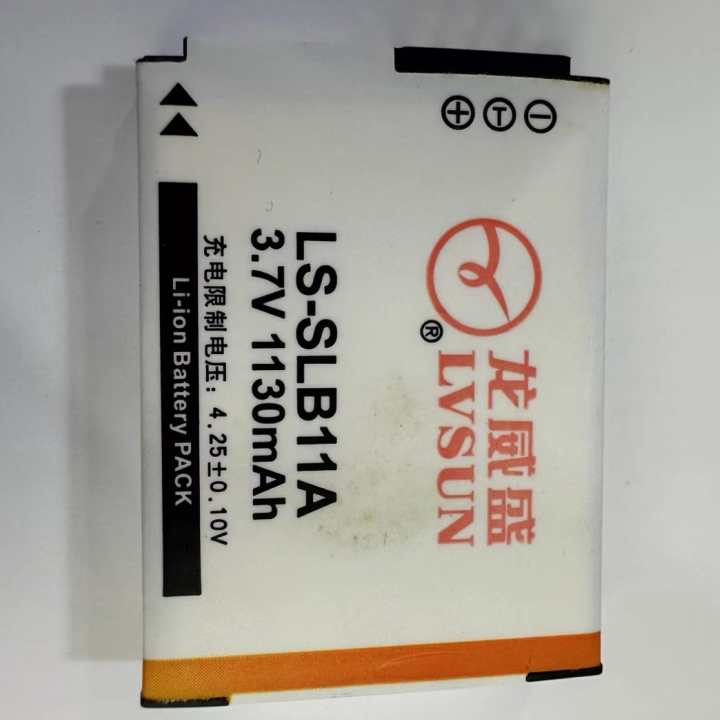 龙威盛
LVSUN®
+ T -
LS-SLB11A
3.7V 1130mAh
充电限制电压: 4.25±0.10V
Li-ion Battery PACK